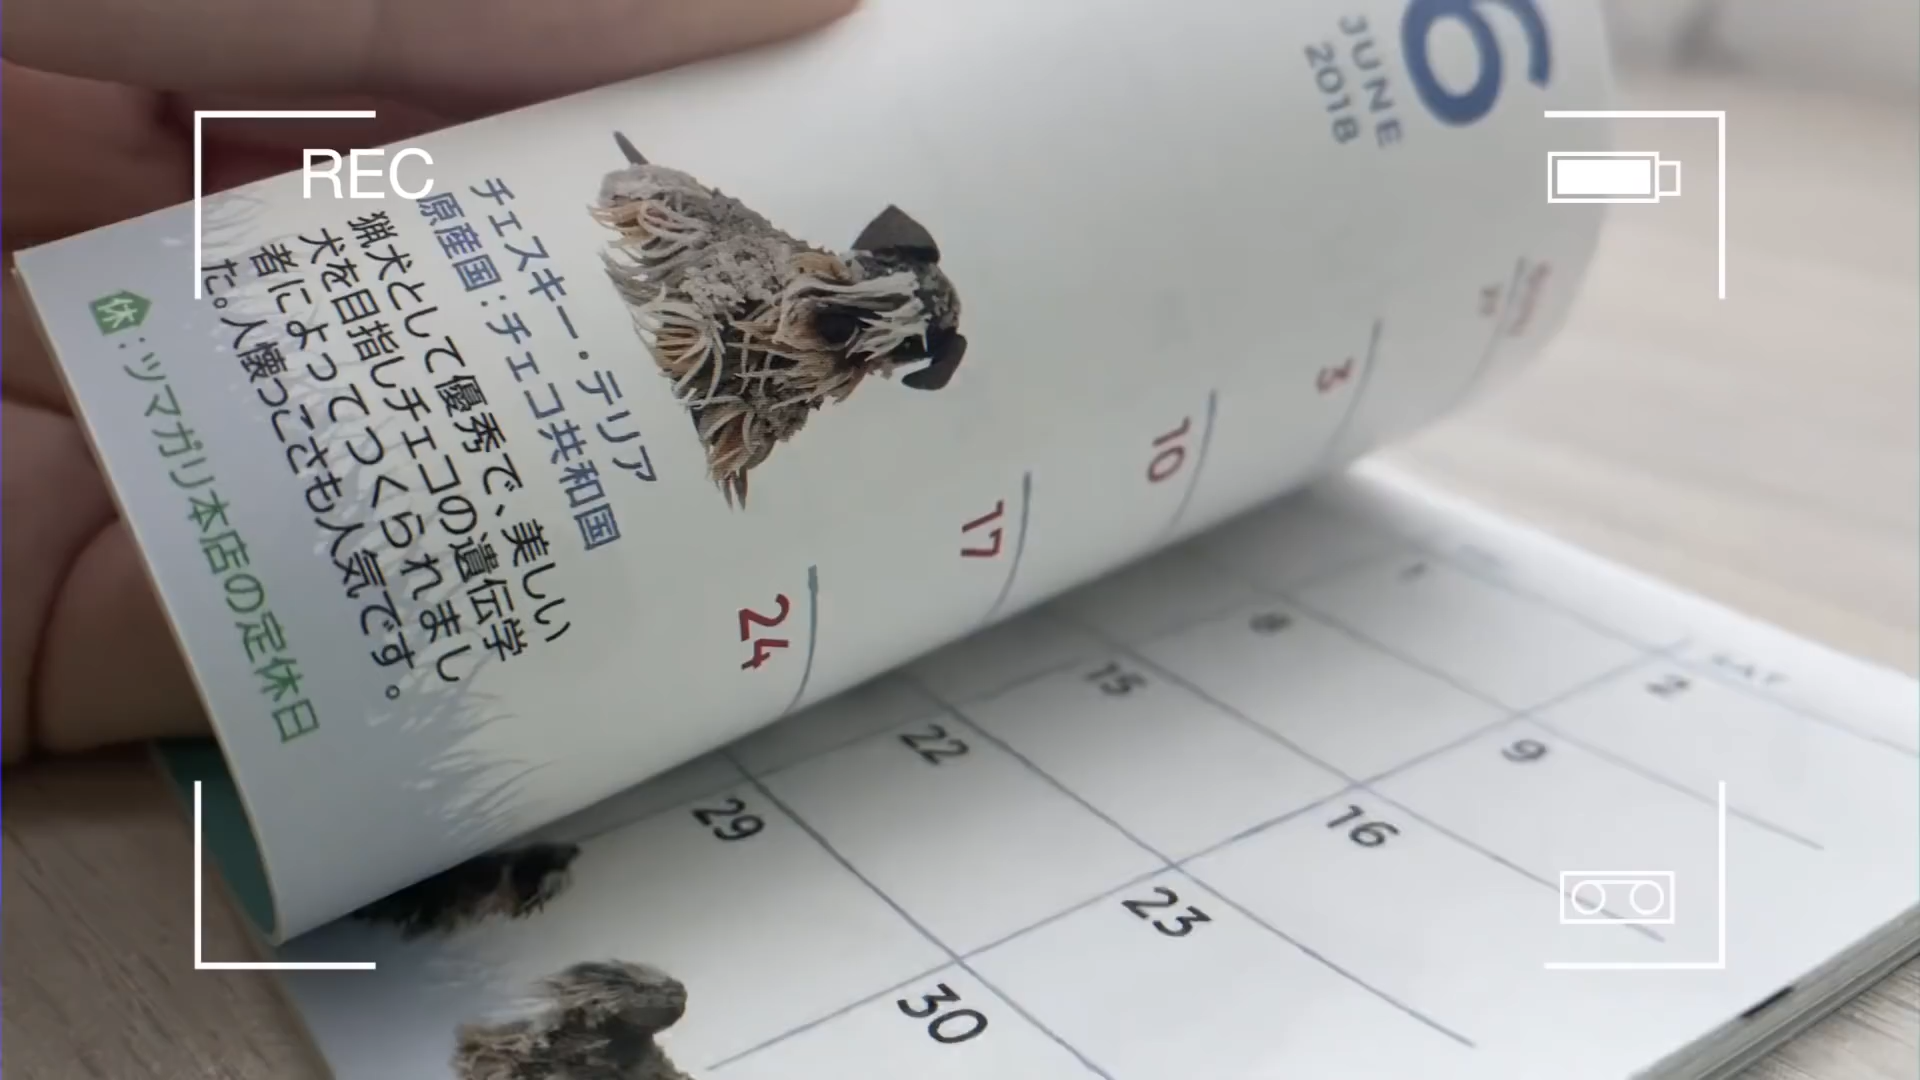 REC
6
JUNE
2018
チェスキー・テリア
原産国：チェコ共和国
猟犬として優秀で、美しい
犬を目指しチェコの遺伝学
者によってつくられまし
た。人懐っこさも人気です。
休：ツマガリ本店の定休日
3
10
17
24
SAT
2
8
9
15
16
22
23
29
30